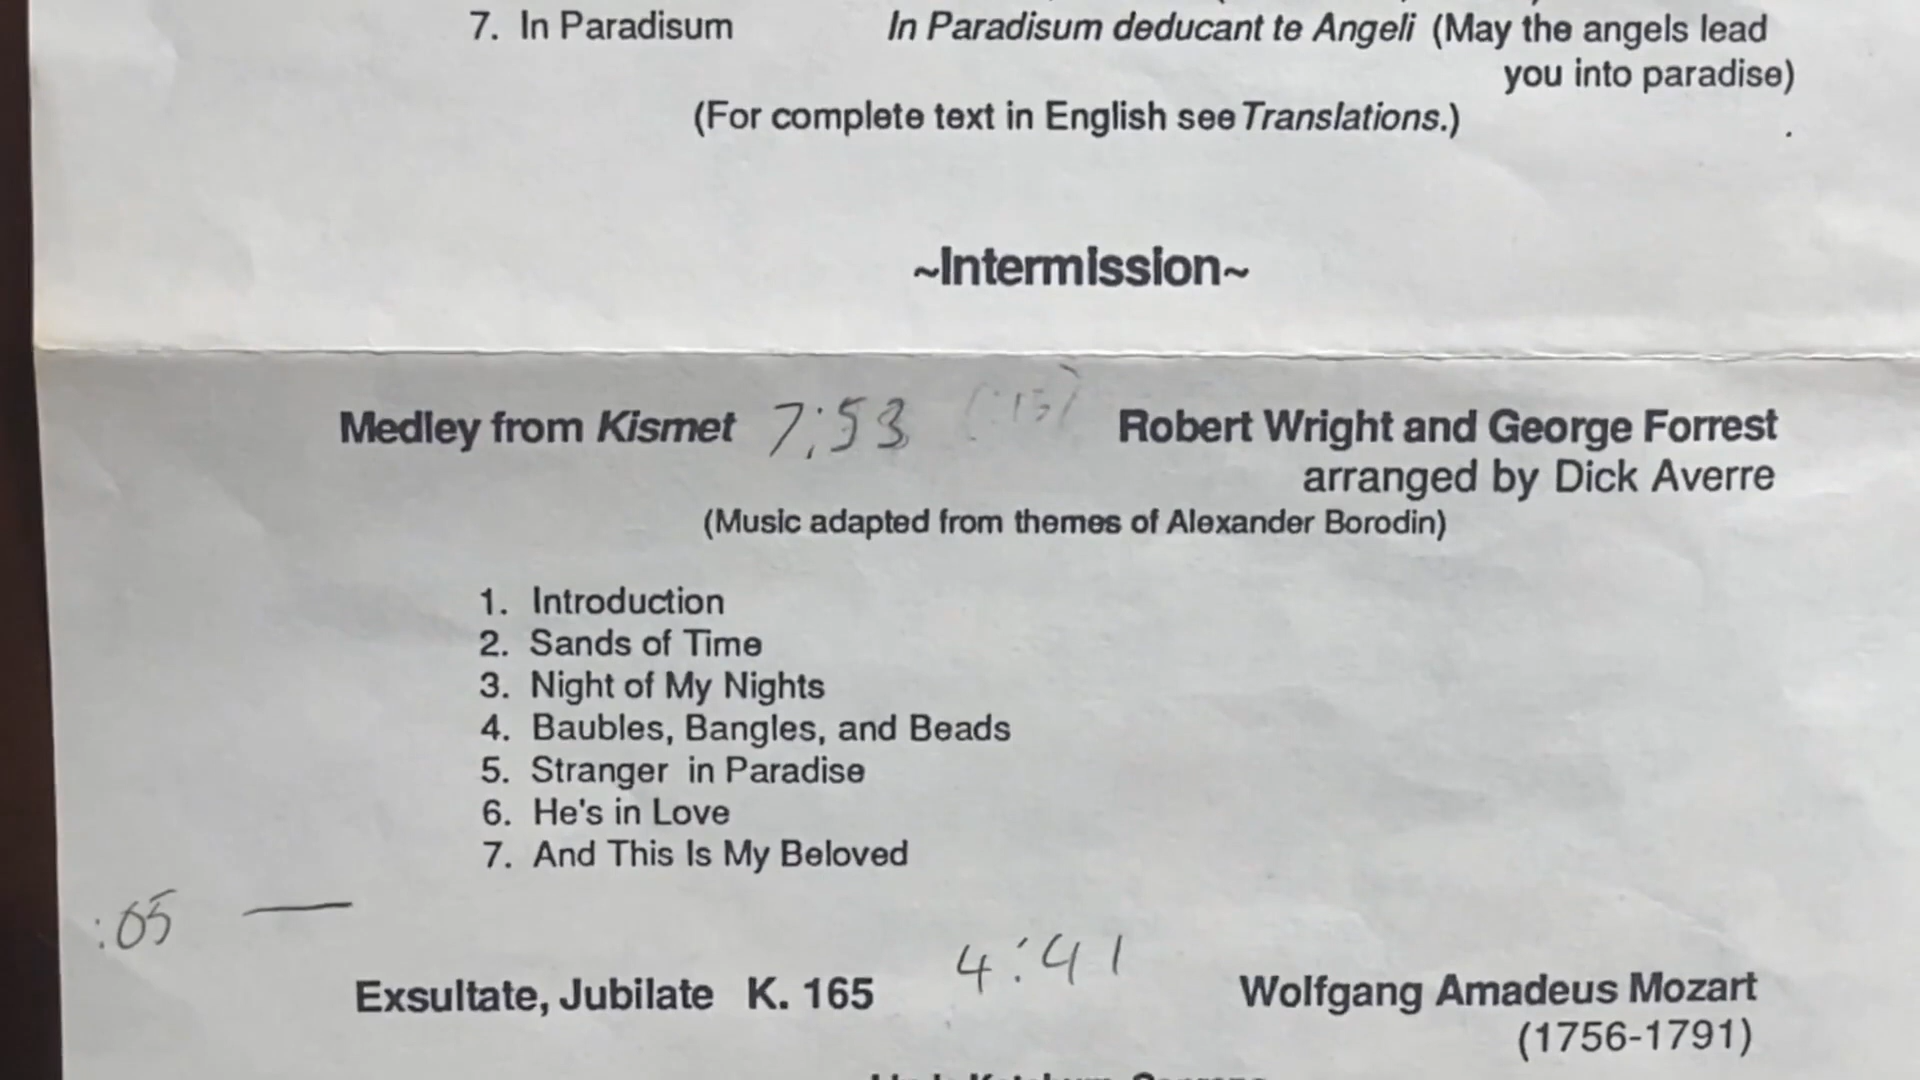 7. In Paradisum In Paradisum deducant te Angeli (May the angels lead
you into paradise)
(For complete text in English see Translations.)
~Intermission~
Medley from Kismet 7:53 (:15) Robert Wright and George Forrest
arranged by Dick Averre
(Music adapted from themes of Alexander Borodin)
1. Introduction
2. Sands of Time
3. Night of My Nights
4. Baubles, Bangles, and Beads
5. Stranger in Paradise
6. He's in Love
7. And This Is My Beloved
:05 —
Exsultate, Jubilate K. 165 4:41 Wolfgang Amadeus Mozart
(1756-1791)